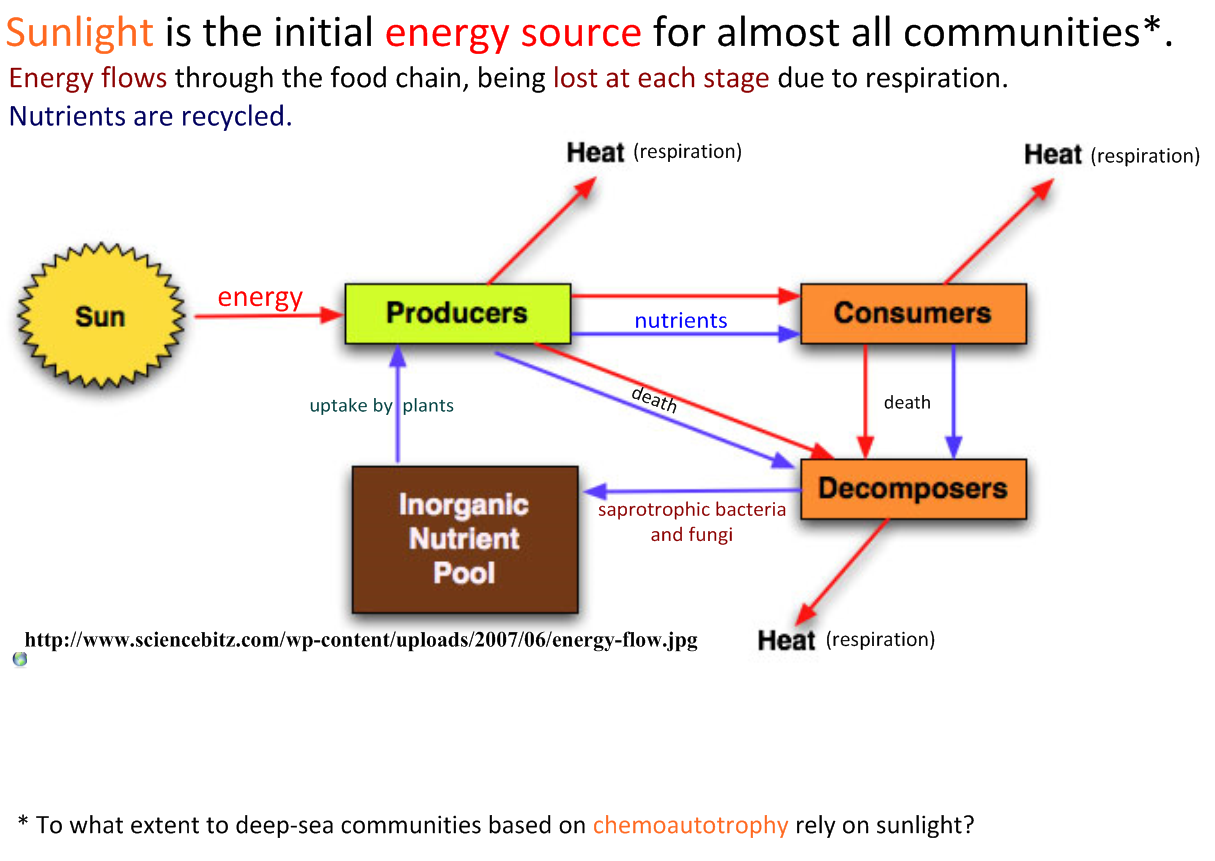 Sunlight is the initial energy source for almost all communities*.
Energy flows through the food chain, being lost at each stage due to respiration.
Nutrients are recycled.
Heat (respiration)
Heat (respiration)
Sun
energy
Producers
nutrients
Consumers
uptake by plants
death
death
Inorganic
Nutrient
Pool
saprotrophic bacteria
and fungi
Decomposers
http://www.sciencebitz.com/wp-content/uploads/2007/06/energy-flow.jpg
Heat (respiration)
* To what extent to deep-sea communities based on chemoautotrophy rely on sunlight?